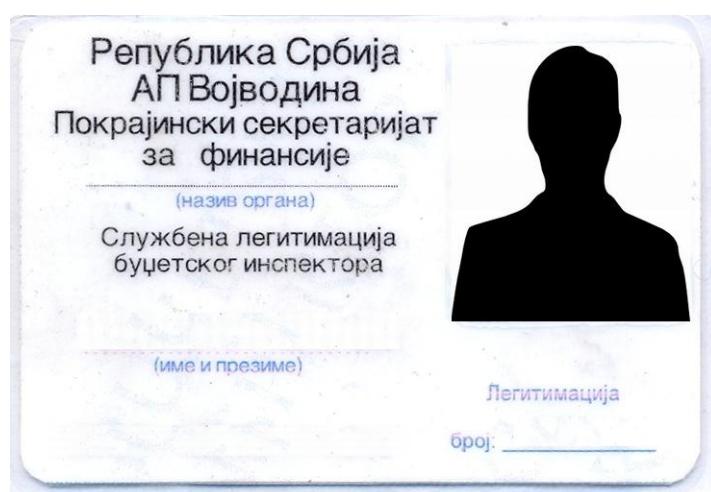 Република Србија
АП Војводина
Покрајински секретаријат
за финансије
(назив органа)
Службена легитимација
буџетског инспектора
(име и презиме)
Легитимација
број: